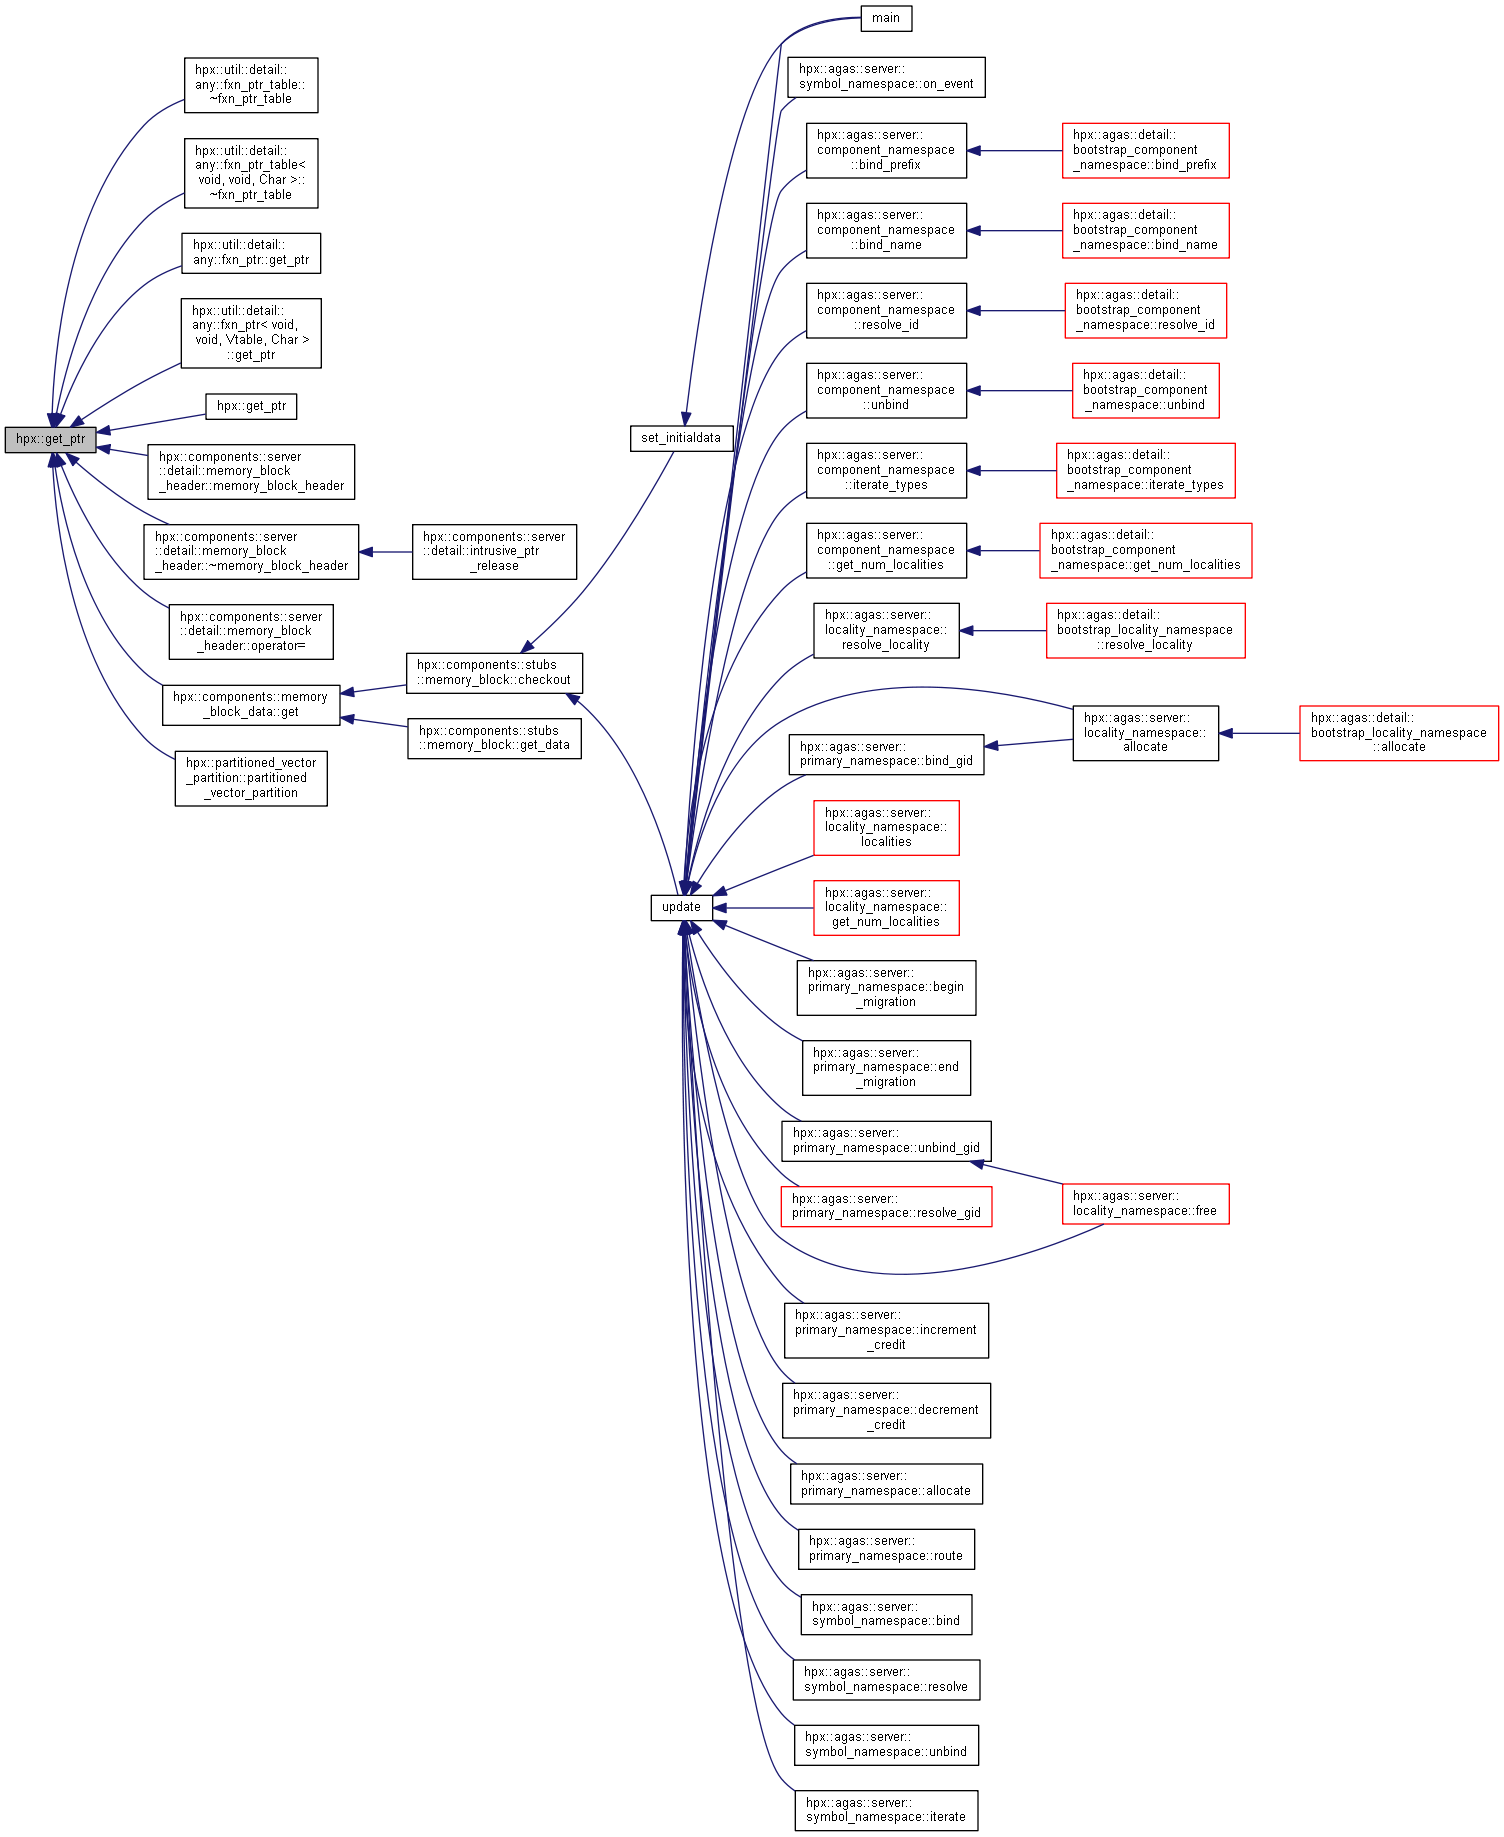 main
hpx::util::detail::
any::fxn_ptr_table::
~fxn_ptr_table
hpx::util::detail::
any::fxn_ptr_table<
void, void, Char >::
~fxn_ptr_table
hpx::util::detail::
any::fxn_ptr::get_ptr
hpx::util::detail::
any::fxn_ptr< void,
void, Vtable, Char >
::get_ptr
hpx::get_ptr
hpx::get_ptr
hpx::components::server
::detail::memory_block
_header::memory_block_header
hpx::components::server
::detail::memory_block
_header::~memory_block_header
hpx::components::server
::detail::intrusive_ptr
_release
hpx::components::server
::detail::memory_block
_header::operator=
hpx::components::memory
_block_data::get
hpx::components::stubs
::memory_block::checkout
hpx::components::stubs
::memory_block::get_data
hpx::partitioned_vector
_partition::partitioned
_vector_partition
set_initialdata
update
hpx::agas::server::
symbol_namespace::on_event
hpx::agas::server::
component_namespace
::bind_prefix
hpx::agas::detail::
bootstrap_component
_namespace::bind_prefix
hpx::agas::server::
component_namespace
::bind_name
hpx::agas::detail::
bootstrap_component
_namespace::bind_name
hpx::agas::server::
component_namespace
::resolve_id
hpx::agas::detail::
bootstrap_component
_namespace::resolve_id
hpx::agas::server::
component_namespace
::unbind
hpx::agas::detail::
bootstrap_component
_namespace::unbind
hpx::agas::server::
component_namespace
::iterate_types
hpx::agas::detail::
bootstrap_component
_namespace::iterate_types
hpx::agas::server::
component_namespace
::get_num_localities
hpx::agas::detail::
bootstrap_component
_namespace::get_num_localities
hpx::agas::server::
locality_namespace::
resolve_locality
hpx::agas::detail::
bootstrap_locality_namespace
::resolve_locality
hpx::agas::server::
locality_namespace::
allocate
hpx::agas::detail::
bootstrap_locality_namespace
::allocate
hpx::agas::server::
primary_namespace::bind_gid
hpx::agas::server::
locality_namespace::
localities
hpx::agas::server::
locality_namespace::
get_num_localities
hpx::agas::server::
primary_namespace::begin
_migration
hpx::agas::server::
primary_namespace::end
_migration
hpx::agas::server::
primary_namespace::unbind_gid
hpx::agas::server::
primary_namespace::resolve_gid
hpx::agas::server::
locality_namespace::free
hpx::agas::server::
primary_namespace::increment
_credit
hpx::agas::server::
primary_namespace::decrement
_credit
hpx::agas::server::
primary_namespace::allocate
hpx::agas::server::
primary_namespace::route
hpx::agas::server::
symbol_namespace::bind
hpx::agas::server::
symbol_namespace::resolve
hpx::agas::server::
symbol_namespace::unbind
hpx::agas::server::
symbol_namespace::iterate